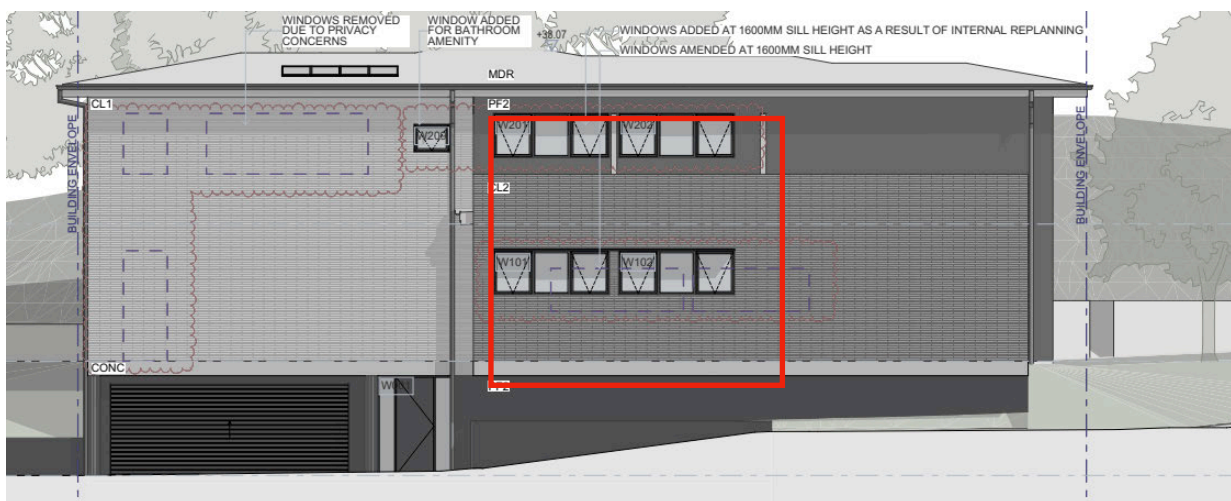 WINDOWS REMOVED
DUE TO PRIVACY
CONCERNS
WINDOW ADDED
FOR BATHROOM
AMENITY
+38.07
WINDOWS ADDED AT 1600MM SILL HEIGHT AS A RESULT OF INTERNAL REPLANNING
WINDOWS AMENDED AT 1600MM SILL HEIGHT
MDR
CL1
PF2
W201
W202
BUILDING ENVELOPE
BUILDING ENVELOPE
CL2
W101
W102
CONC